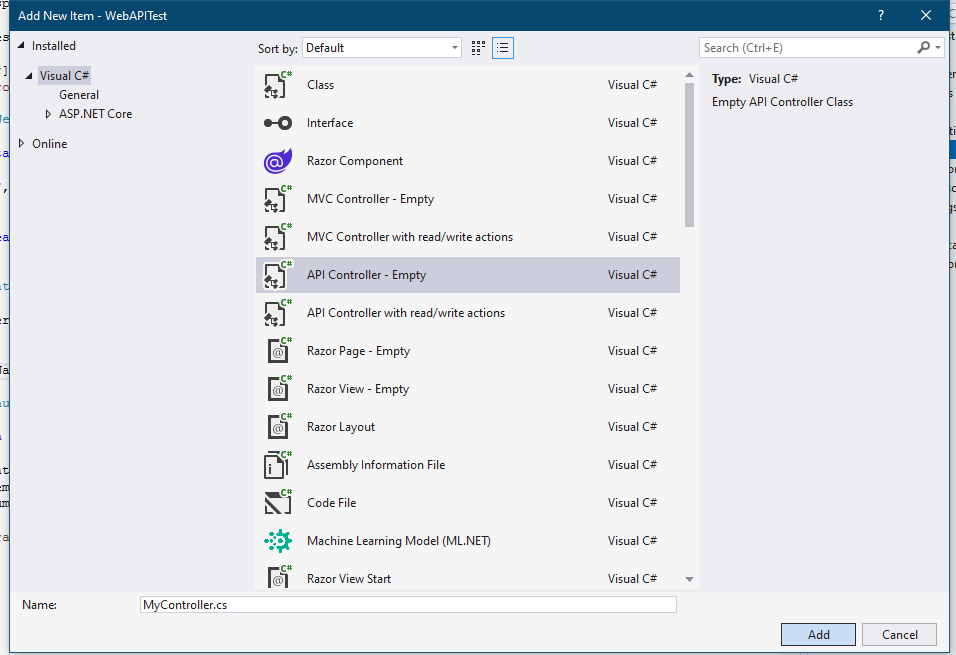 Add New Item - WebAPITest ?
Installed
Visual C#
General
ASP.NET Core
Online
Sort by: Default
Search (Ctrl+E)
Class Visual C#
Interface Visual C#
Razor Component Visual C#
MVC Controller - Empty Visual C#
MVC Controller with read/write actions Visual C#
API Controller - Empty Visual C#
API Controller with read/write actions Visual C#
Razor Page - Empty Visual C#
Razor View - Empty Visual C#
Razor Layout Visual C#
Assembly Information File Visual C#
Code File Visual C#
Machine Learning Model (ML.NET) Visual C#
Razor View Start Visual C#
Type: Visual C#
Empty API Controller Class
Name: MyController.cs
Add Cancel